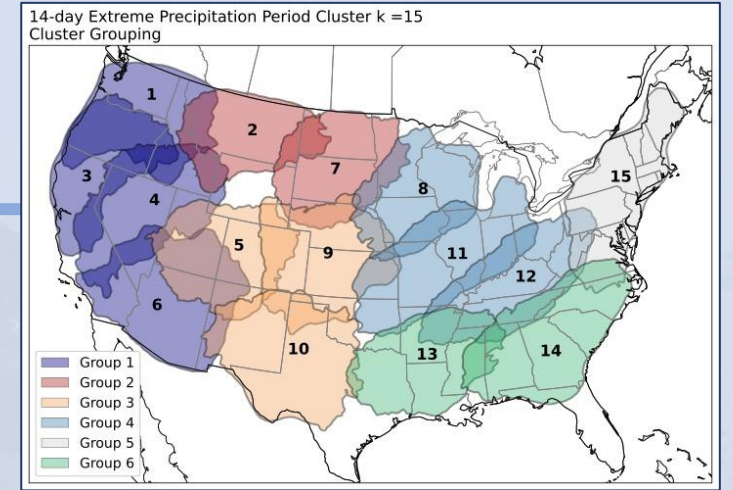 14-day Extreme Precipitation Period Cluster k =15
Cluster Grouping
1
2
3
4
5
6
7
8
9
10
11
12
13
14
15
Group 1
Group 2
Group 3
Group 4
Group 5
Group 6